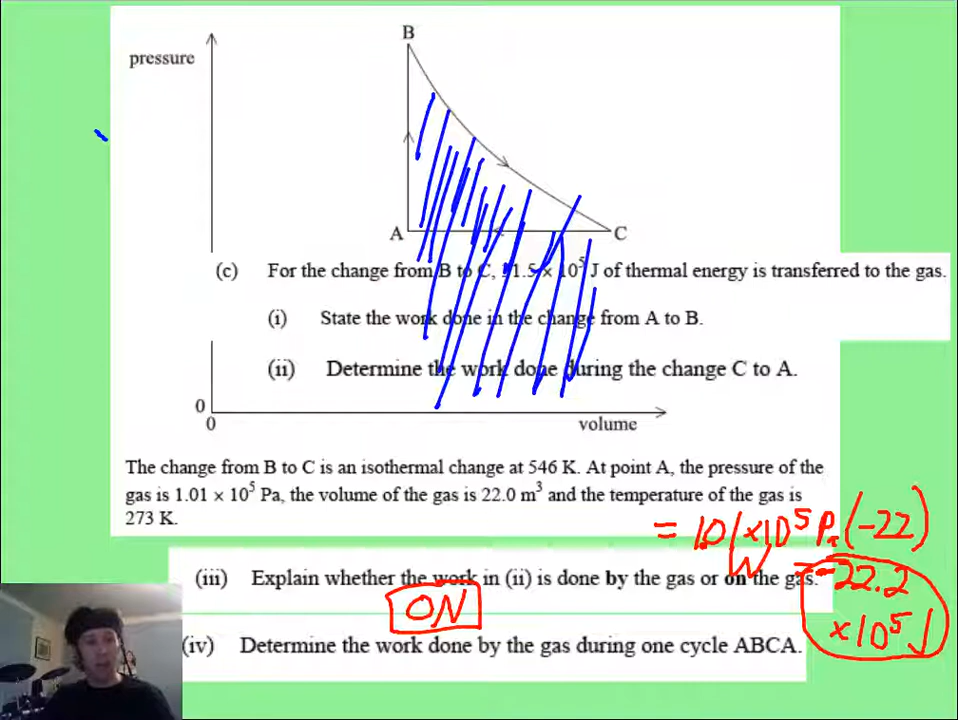 B
pressure
A
C
(c) For the change from B to C, × 10⁵ J of thermal energy is transferred to the gas.
(i) State the work done in the change from A to B.
(ii) Determine the work done during the change C to A.
0
0
volume
The change from B to C is an isothermal change at 546 K. At point A, the pressure of the
gas is 1.01 × 10⁵ Pa, the volume of the gas is 22.0 m³ and the temperature of the gas is
273 K.
= 1.01 × 10⁵ Pa (-22)
W = -22.2
× 10⁵ J
(iii) Explain whether the work in (ii) is done by the gas or on the gas.
ON
(iv) Determine the work done by the gas during one cycle ABCA.